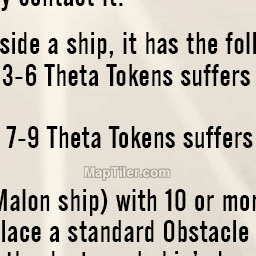 contact it.
side a ship, it has the foll
3-6 Theta Tokens suffers
7-9 Theta Tokens suffers
MapTiler.com
Malon ship) with 10 or mor
lace a standard Obstacle